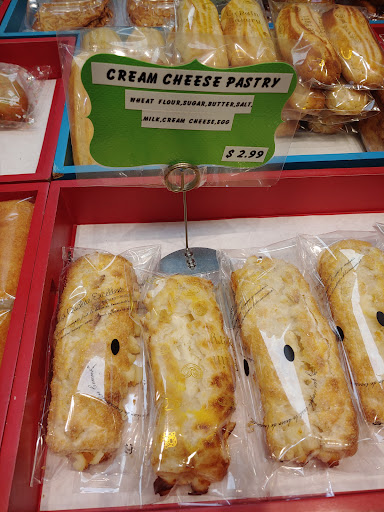 CREAM CHEESE PASTRY
WHEAT FLOUR,SUGAR,BUTTER,SALT,
MILK,CREAM CHEESE,EGG
$ 2.99